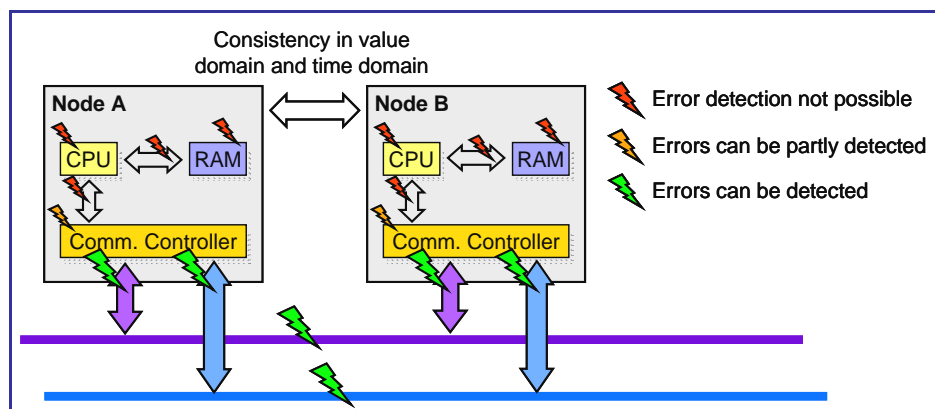 Consistency in value
domain and time domain
Node A
Node B
CPU
RAM
CPU
RAM
Comm. Controller
Comm. Controller
Error detection not possible
Errors can be partly detected
Errors can be detected